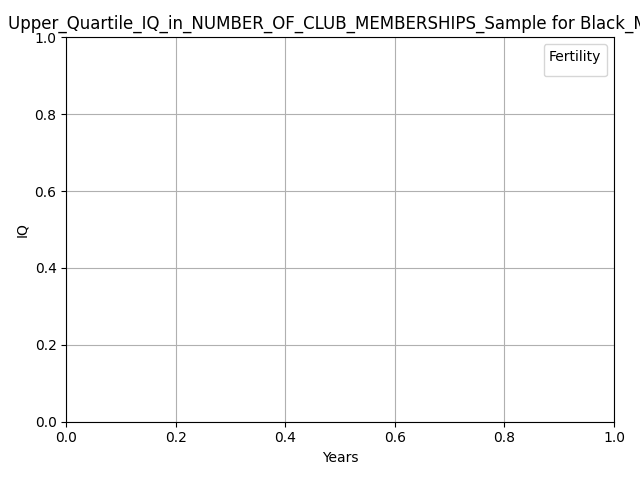 Upper_Quartile_IQ_in_NUMBER_OF_CLUB_MEMBERSHIPS_Sample for Black_M
Fertility
1.0
0.8
0.6
0.4
0.2
0.0
IQ
0.0 0.2 0.4 0.6 0.8 1.0
Years